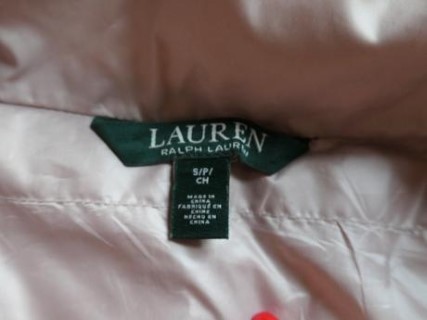 LAUREN
RALPH LAUREN
S/P/
CH
MADE IN
CHINA
FABRIQUÉ EN
CHINE
HECHO EN
CHINA